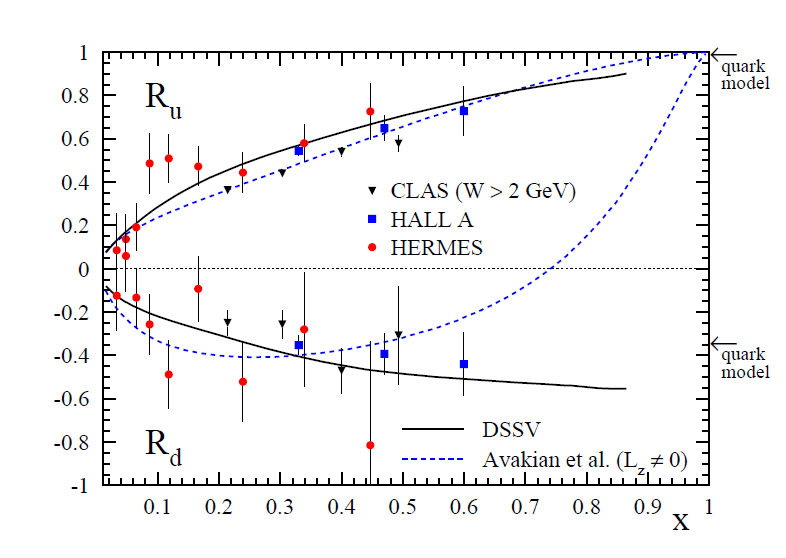 1
0.8
0.6
0.4
0.2
0
-0.2
-0.4
-0.6
-0.8
-1
R_u
CLAS (W > 2 GeV)
HALL A
HERMES
quark
model
quark
model
R_d
DSSV
Avakian et al. (L_z ≠ 0)
0.1 0.2 0.3 0.4 0.5 0.6 0.7 0.8 0.9 1
x